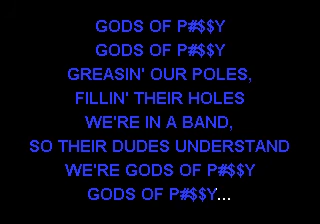 GODS OF P#$$Y
GODS OF P#$$Y
GREASIN' OUR POLES,
FILLIN' THEIR HOLES
WE'RE IN A BAND,
SO THEIR DUDES UNDERSTAND
WE'RE GODS OF P#$$Y
GODS OF P#$$Y...